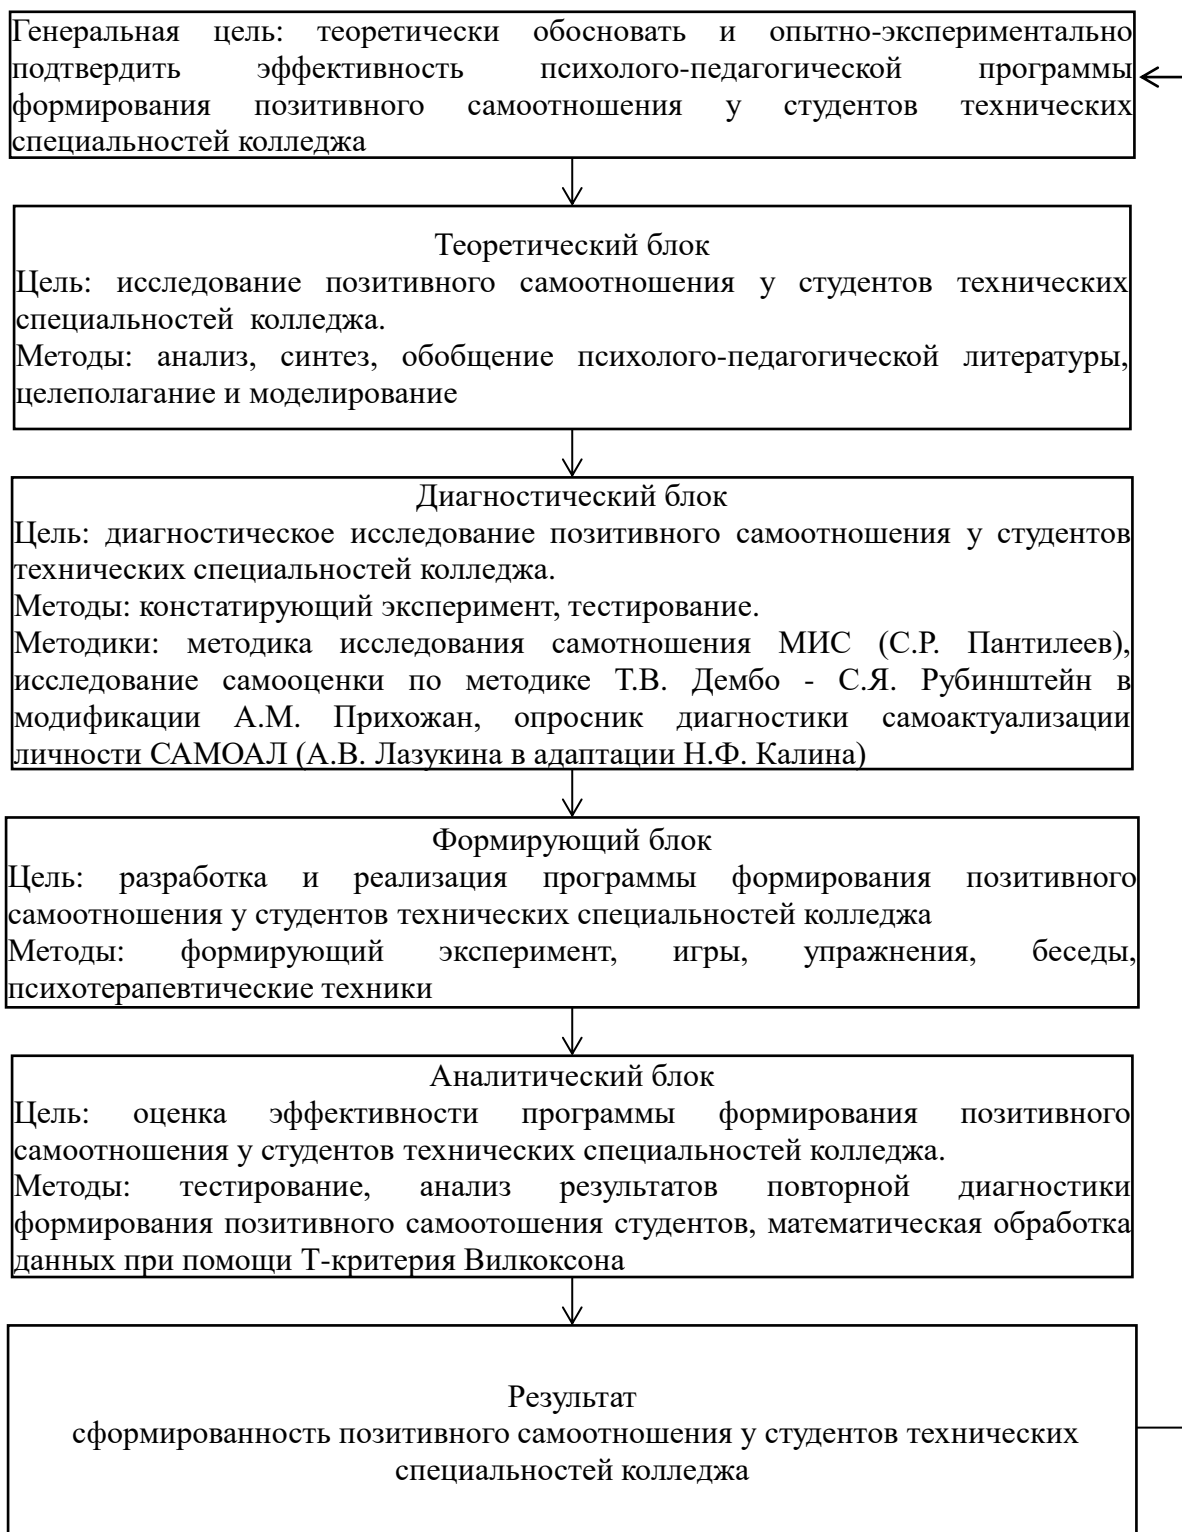 Генеральная цель: теоретически обосновать и опытно-экспериментально
подтвердить эффективность психолого-педагогической программы
формирования позитивного самоотношения у студентов технических
специальностей колледжа
Теоретический блок
Цель: исследование позитивного самоотношения у студентов технических
специальностей колледжа.
Методы: анализ, синтез, обобщение психолого-педагогической литературы,
целеполагание и моделирование
Диагностический блок
Цель: диагностическое исследование позитивного самоотношения у студентов
технических специальностей колледжа.
Методы: констатирующий эксперимент, тестирование.
Методики: методика исследования самотношения МИС (С.Р. Пантилеев),
исследование самооценки по методике Т.В. Дембо - С.Я. Рубинштейн в
модификации А.М. Прихожан, опросник диагностики самоактуализации
личности САМОАЛ (А.В. Лазукина в адаптации Н.Ф. Калина)
Формирующий блок
Цель: разработка и реализация программы формирования позитивного
самоотношения у студентов технических специальностей колледжа
Методы: формирующий эксперимент, игры, упражнения, беседы,
психотерапевтические техники
Аналитический блок
Цель: оценка эффективности программы формирования позитивного
самоотношения у студентов технических специальностей колледжа.
Методы: тестирование, анализ результатов повторной диагностики
формирования позитивного самоотошения студентов, математическая обработка
данных при помощи Т-критерия Вилкоксона
Результат
сформированность позитивного самоотношения у студентов технических
специальностей колледжа